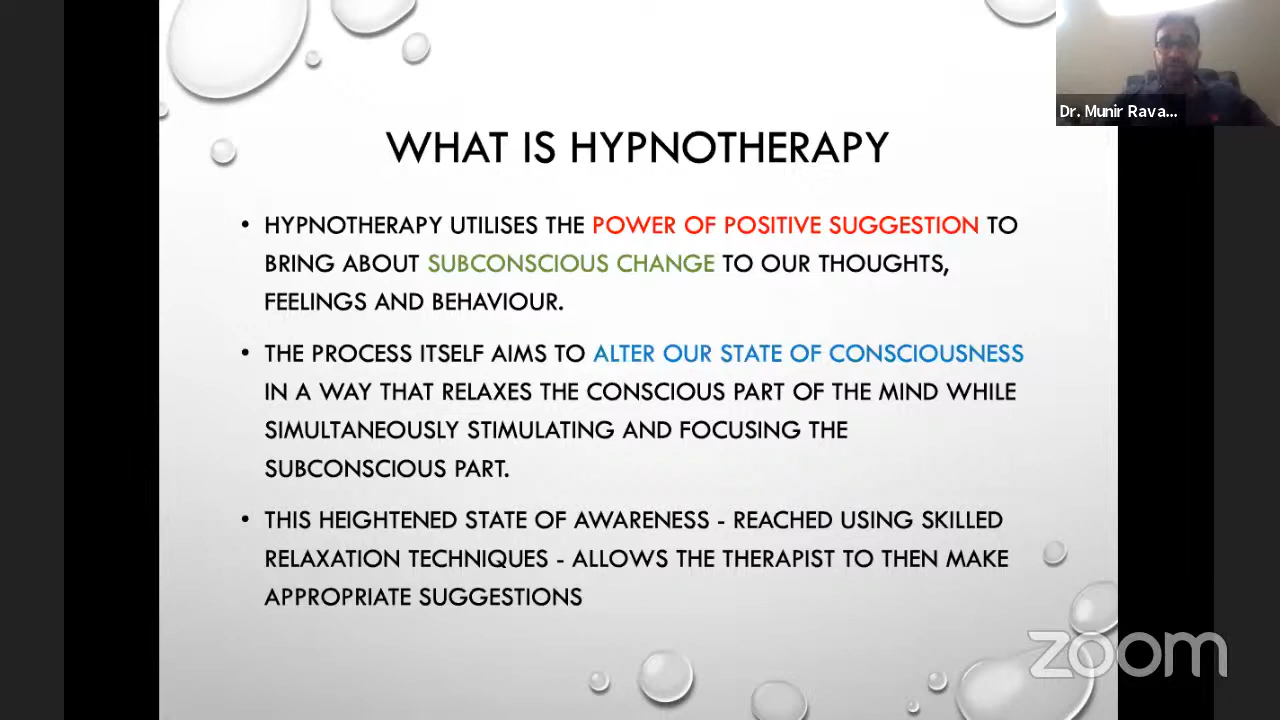 Dr. Munir Rava...
WHAT IS HYPNOTHERAPY
• HYPNOTHERAPY UTILISES THE POWER OF POSITIVE SUGGESTION TO
BRING ABOUT SUBCONSCIOUS CHANGE TO OUR THOUGHTS,
FEELINGS AND BEHAVIOUR.
• THE PROCESS ITSELF AIMS TO ALTER OUR STATE OF CONSCIOUSNESS
IN A WAY THAT RELAXES THE CONSCIOUS PART OF THE MIND WHILE
SIMULTANEOUSLY STIMULATING AND FOCUSING THE
SUBCONSCIOUS PART.
• THIS HEIGHTENED STATE OF AWARENESS - REACHED USING SKILLED
RELAXATION TECHNIQUES - ALLOWS THE THERAPIST TO THEN MAKE
APPROPRIATE SUGGESTIONS
zoom